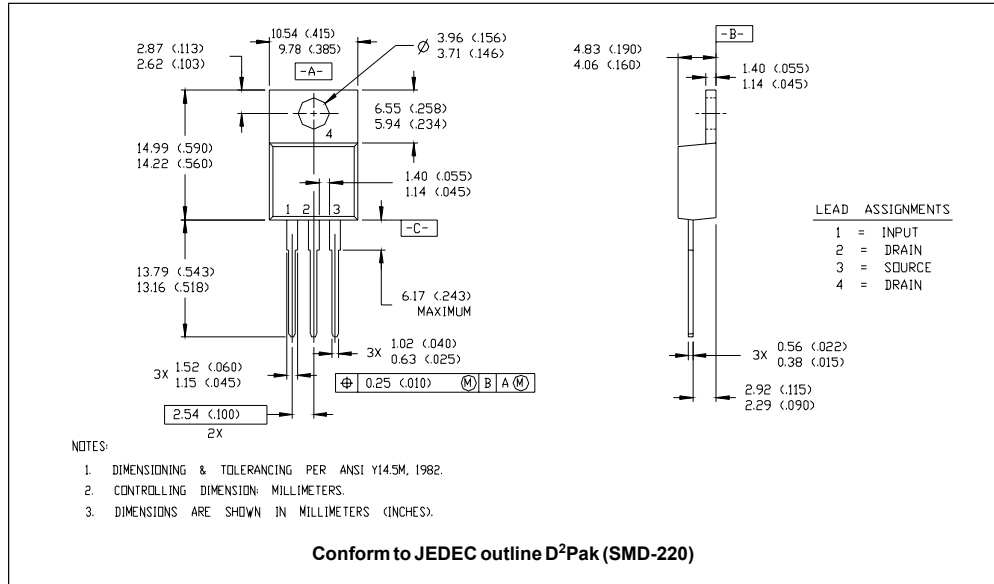 10.54 (.415)
9.78 (.385)
2.87 (.113)
2.62 (.103)
-A-
Ø 3.96 (.156)
3.71 (.146)
4.83 (.190)
4.06 (.160)
-B-
1.40 (.055)
1.14 (.045)
4
6.55 (.258)
5.94 (.234)
14.99 (.590)
14.22 (.560)
1.40 (.055)
1.14 (.045)
1 2 3
-C-
LEAD ASSIGNMENTS
1 = INPUT
2 = DRAIN
3 = SOURCE
4 = DRAIN
13.79 (.543)
13.16 (.518)
6.17 (.243)
MAXIMUM
3X 1.02 (.040)
0.63 (.025)
3X 0.56 (.022)
0.38 (.015)
3X 1.52 (.060)
1.15 (.045)
⌖ 0.25 (.010) Ⓜ B A Ⓜ
2.92 (.115)
2.29 (.090)
2.54 (.100)
2X
NOTES:
1. DIMENSIONING & TOLERANCING PER ANSI Y14.5M, 1982.
2. CONTROLLING DIMENSION: MILLIMETERS.
3. DIMENSIONS ARE SHOWN IN MILLIMETERS (INCHES).
Conform to JEDEC outline D²Pak (SMD-220)